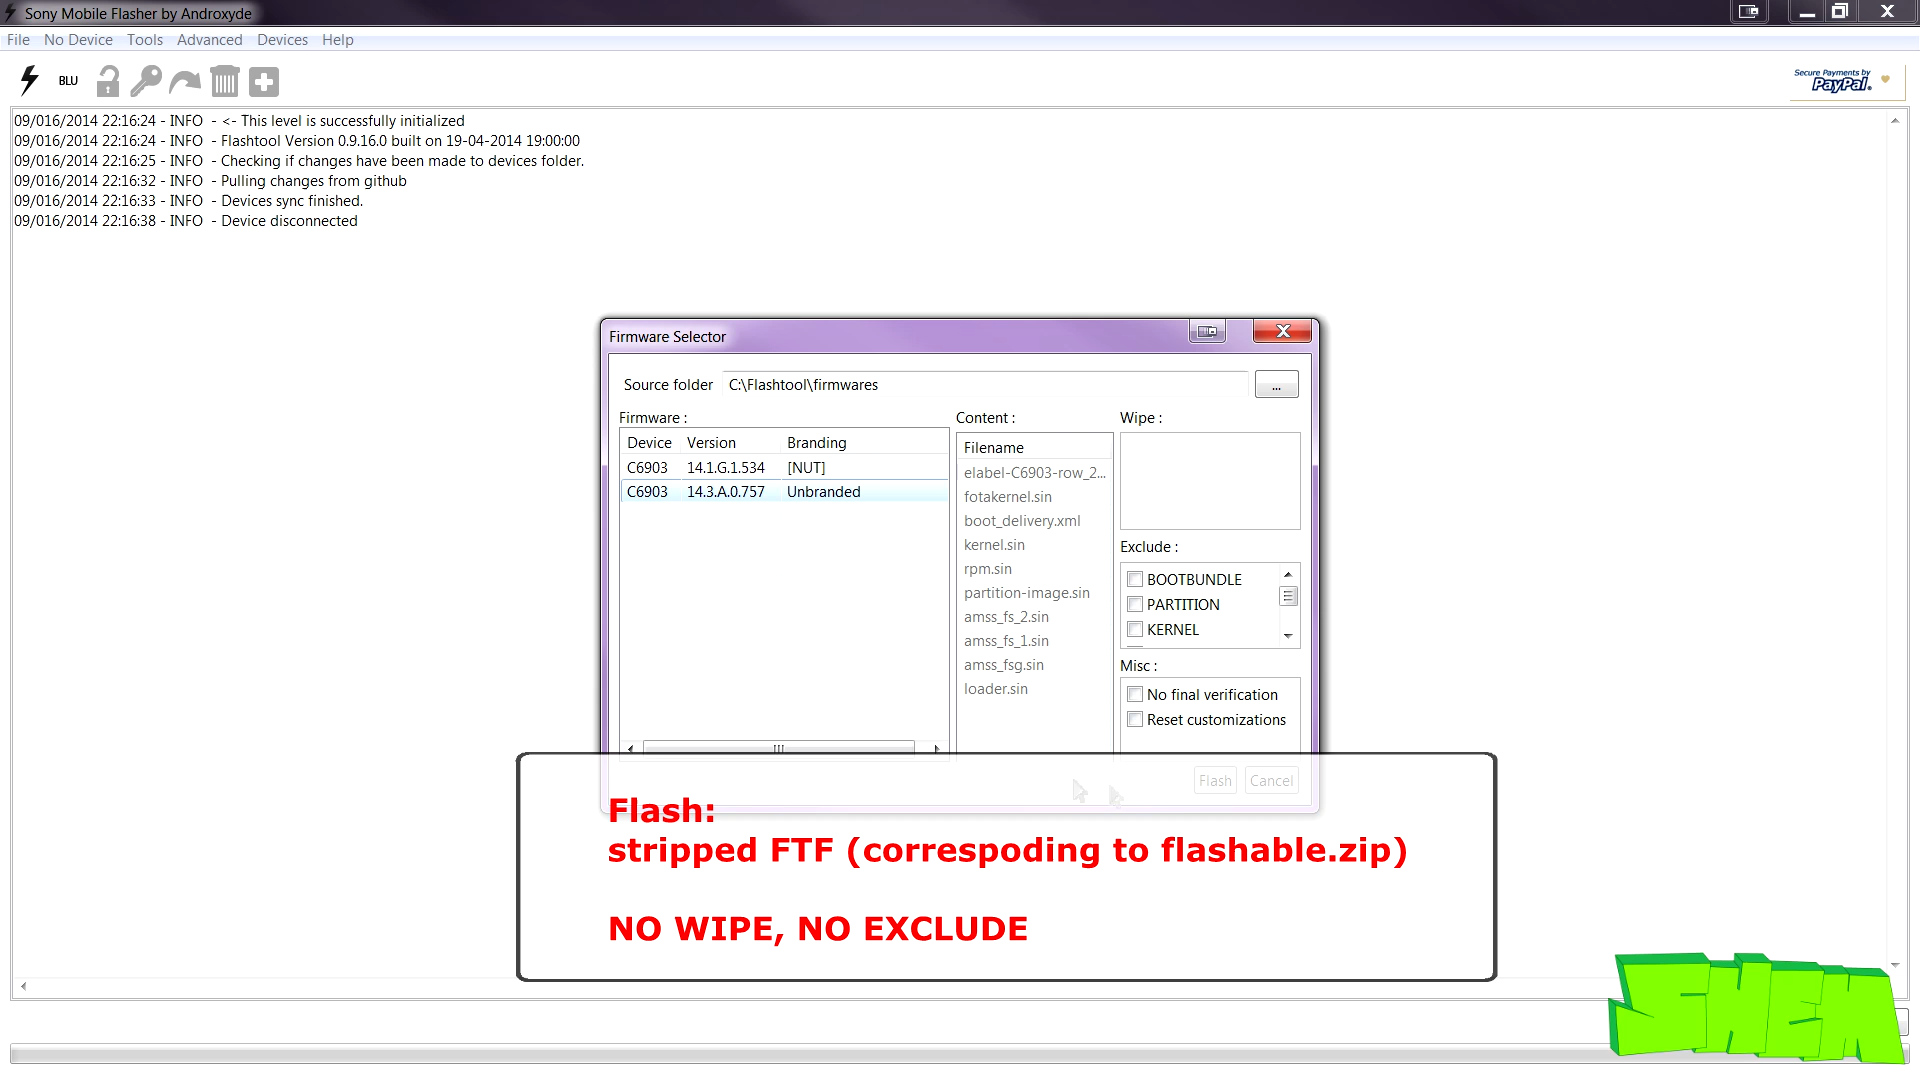 Sony Mobile Flasher by Androxyde
File No Device Tools Advanced Devices Help
BLU
Secure Payments by
PayPal.
09/016/2014 22:16:24 - INFO - <- This level is successfully initialized
09/016/2014 22:16:24 - INFO - Flashtool Version 0.9.16.0 built on 19-04-2014 19:00:00
09/016/2014 22:16:25 - INFO - Checking if changes have been made to devices folder.
09/016/2014 22:16:32 - INFO - Pulling changes from github
09/016/2014 22:16:33 - INFO - Devices sync finished.
09/016/2014 22:16:38 - INFO - Device disconnected
Firmware Selector
Source folder C:\Flashtool\firmwares ...
Firmware :
Device Version Branding
C6903 14.1.G.1.534 [NUT]
C6903 14.3.A.0.757 Unbranded
Content :
Filename
elabel-C6903-row_2...
fotakernel.sin
boot_delivery.xml
kernel.sin
rpm.sin
partition-image.sin
amss_fs_2.sin
amss_fs_1.sin
amss_fsg.sin
loader.sin
Wipe :
Exclude :
BOOTBUNDLE
PARTITION
KERNEL
Misc :
No final verification
Reset customizations
Flash Cancel
Flash:
stripped FTF (correspoding to flashable.zip)
NO WIPE, NO EXCLUDE